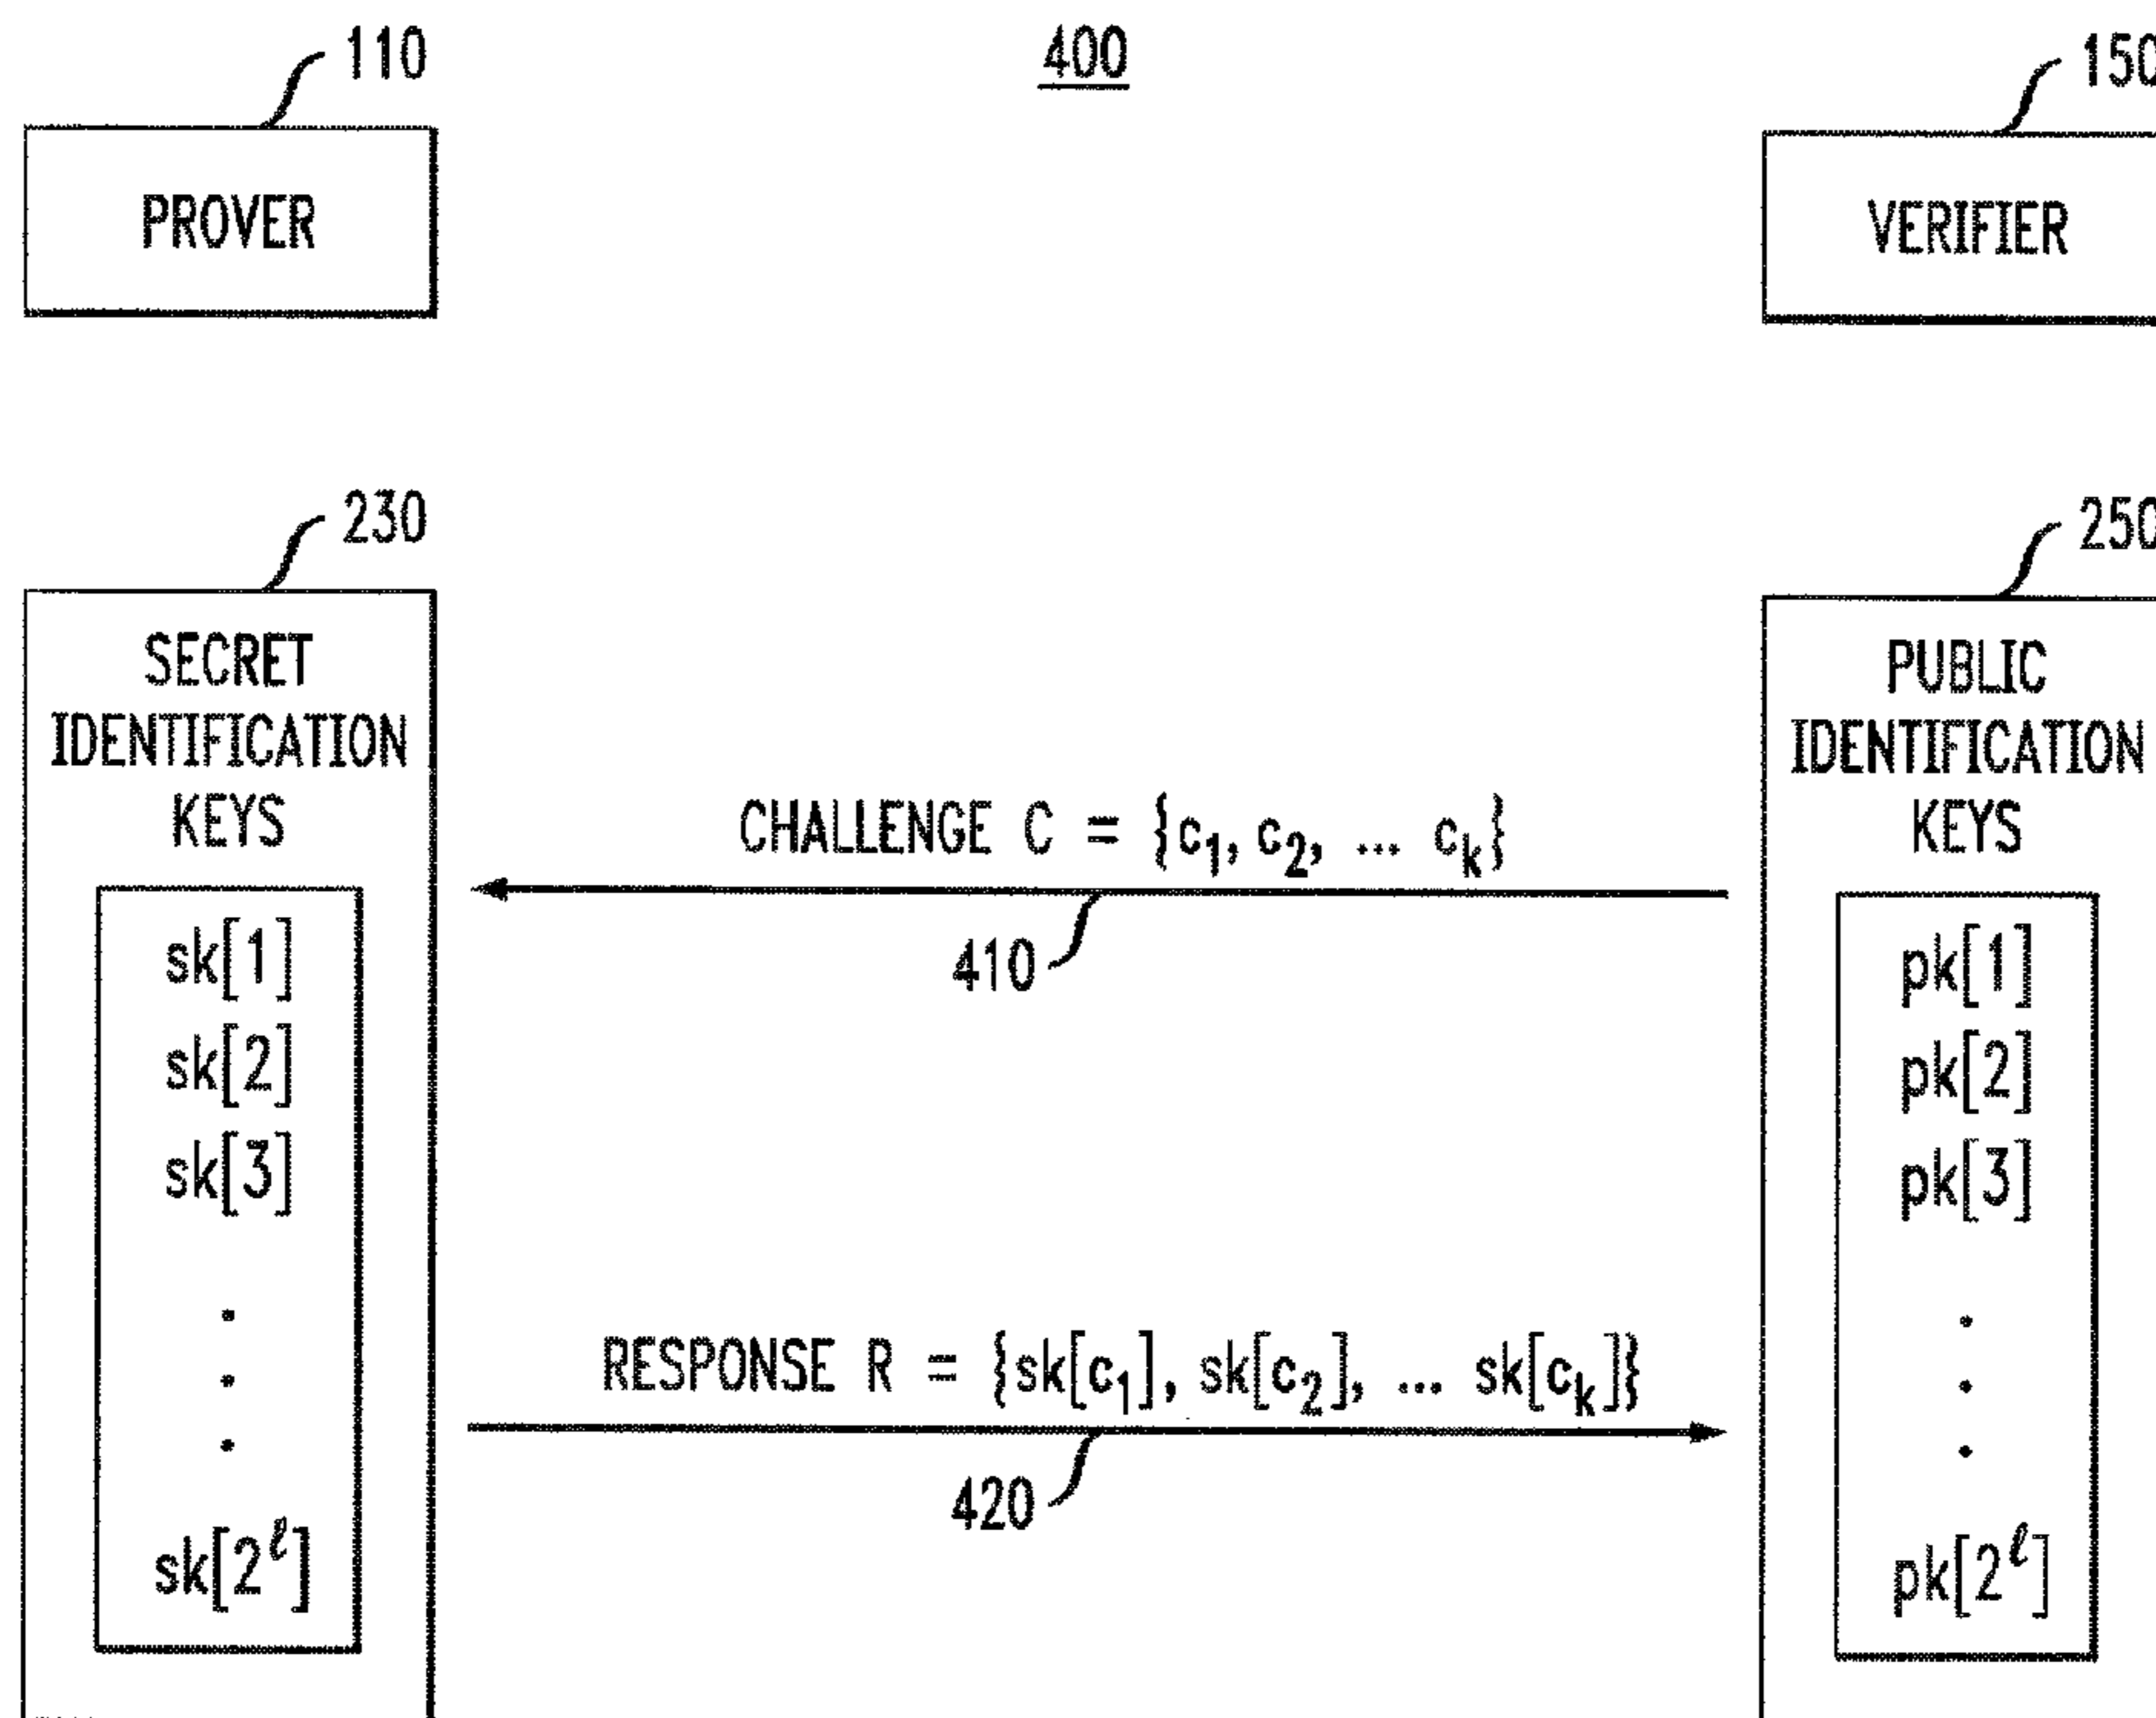 110
400
150
PROVER
VERIFIER
230
250
SECRET
IDENTIFICATION
KEYS
PUBLIC
IDENTIFICATION
KEYS
CHALLENGE C = {c₁, c₂, ... cₖ}
410
sk[1]
sk[2]
sk[3]
.
.
.
sk[2^ℓ]
pk[1]
pk[2]
pk[3]
.
.
.
pk[2^ℓ]
RESPONSE R = {sk[c₁], sk[c₂], ... sk[cₖ]}
420